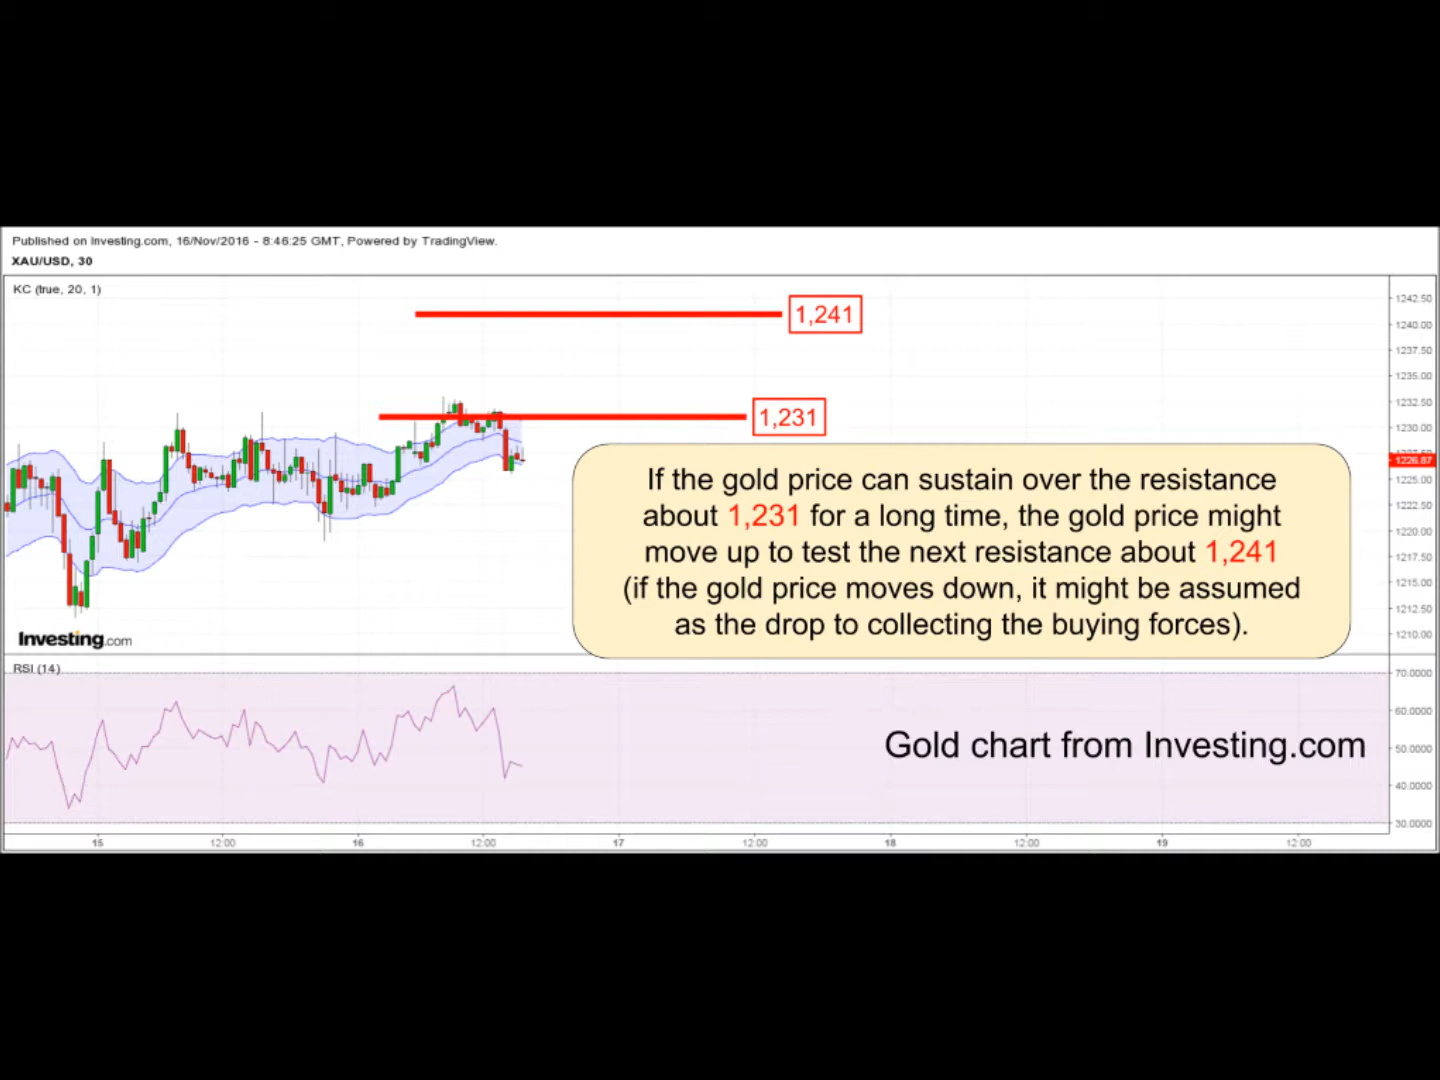 Published on Investing.com, 16/Nov/2016 - 8:46:25 GMT, Powered by TradingView.
XAU/USD, 30
KC (true, 20, 1)
1242.50
1,241
1240.00
1237.50
1235.00
1232.50
1,231
1230.00
1226.87
If the gold price can sustain over the resistance
about 1,231 for a long time, the gold price might
move up to test the next resistance about 1,241
(if the gold price moves down, it might be assumed
as the drop to collecting the buying forces).
1225.00
1222.50
1220.00
1217.50
1215.00
1212.50
1210.00
Investing.com
RSI (14)
70.0000
60.0000
50.0000
40.0000
30.0000
Gold chart from Investing.com
15 12:00 16 12:00 17 12:00 18 12:00 19 12:00